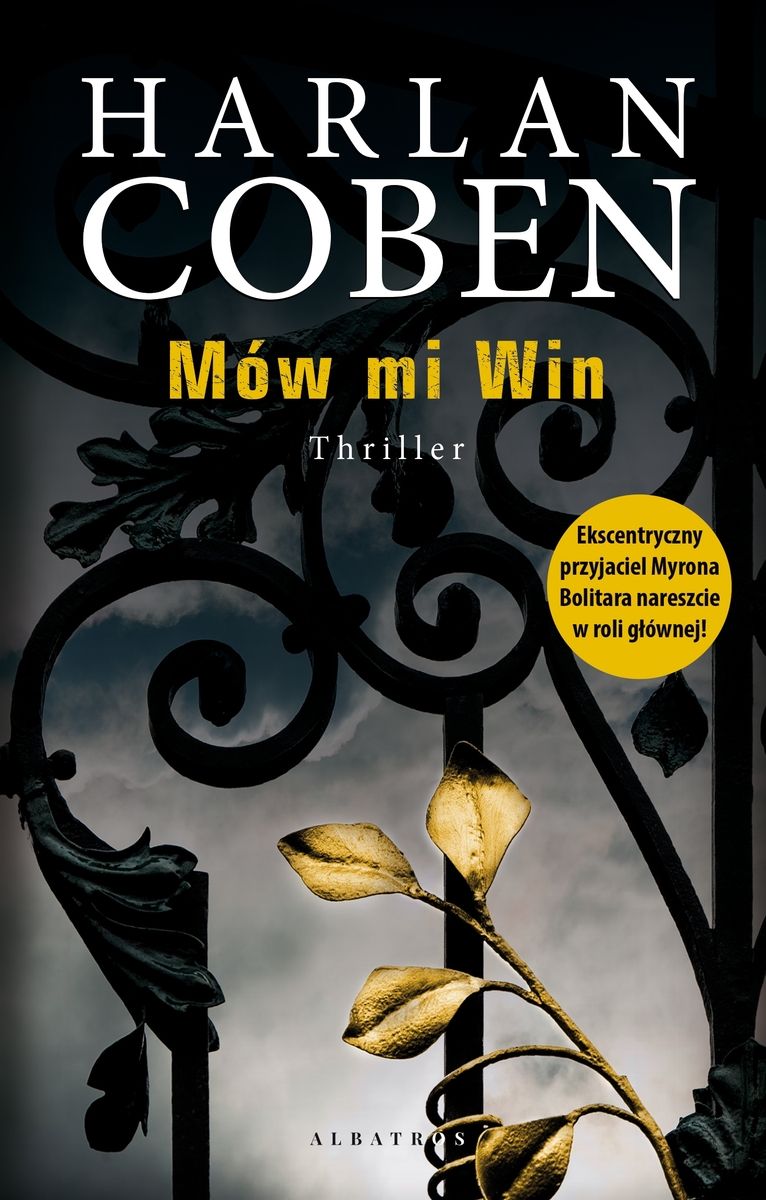 HARLAN
COBEN
Mów mi Win
Thriller
Ekscentryczny
przyjaciel Myrona
Bolitara nareszcie
w roli głównej!
ALBATROS